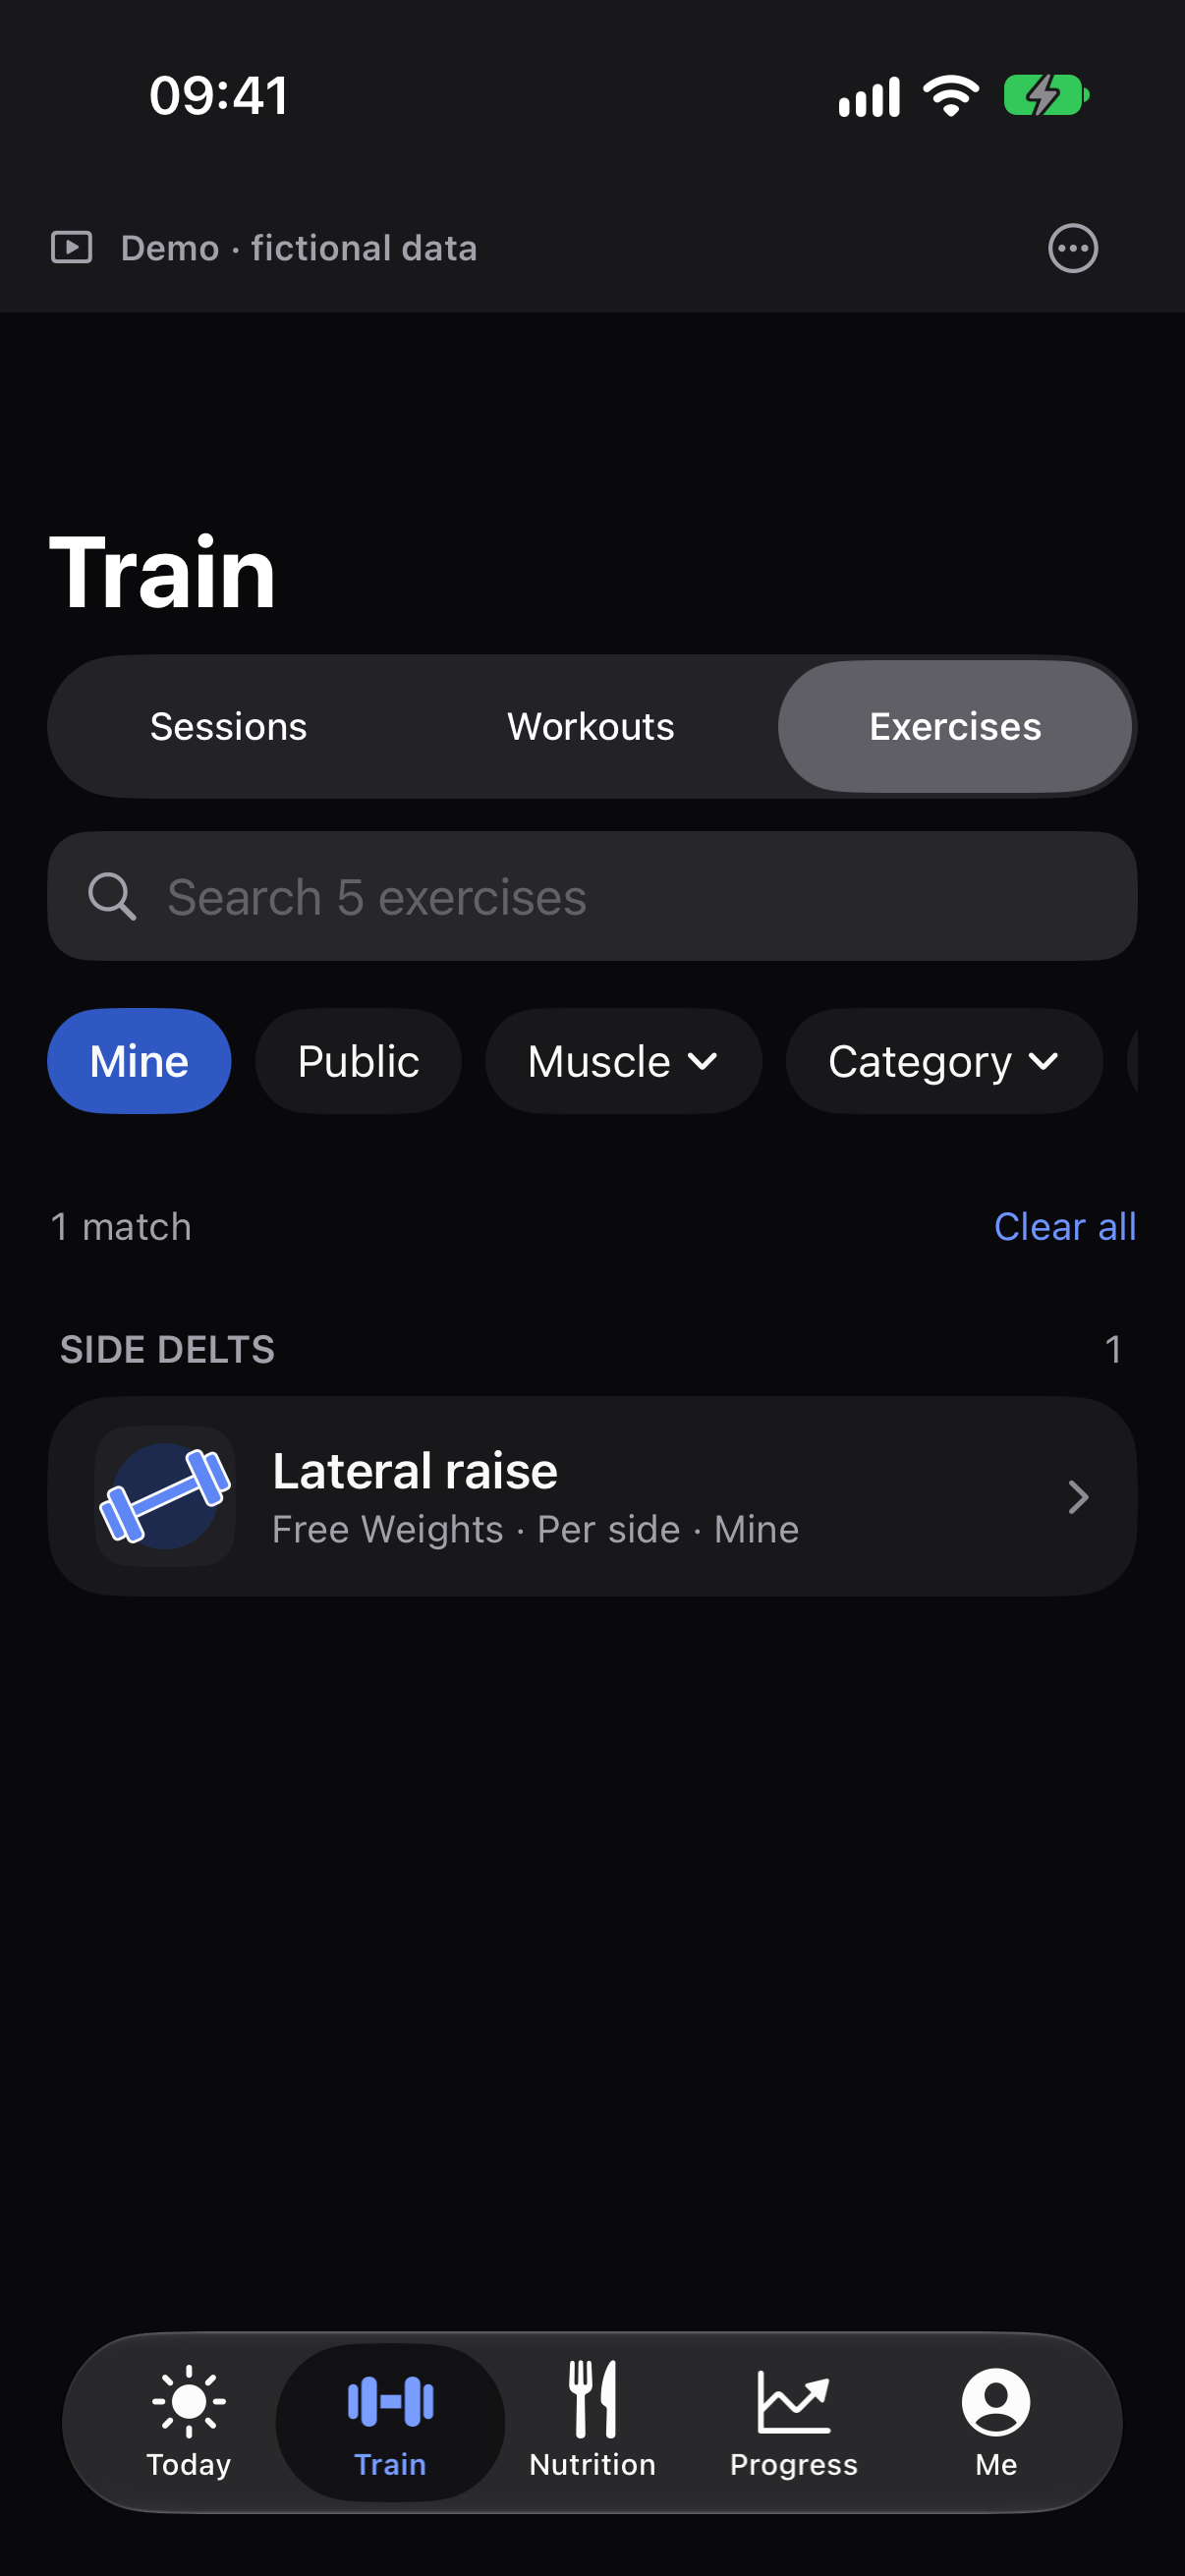 09:41
Demo · fictional data
Train
Sessions Workouts Exercises
Search 5 exercises
Mine Public Muscle Category
1 match Clear all
SIDE DELTS 1
Lateral raise
Free Weights · Per side · Mine
Today Train Nutrition Progress Me